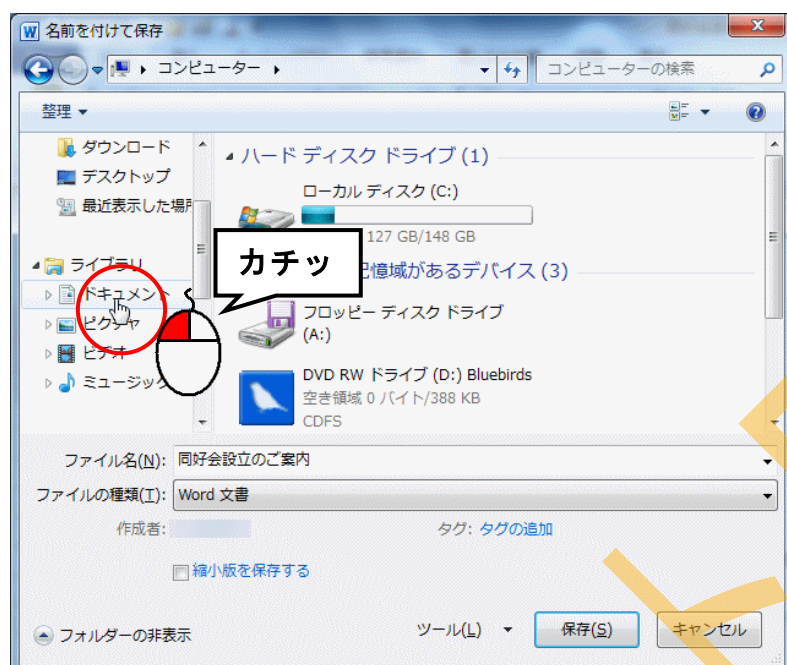 名前を付けて保存
コンピューター
コンピューターの検索
整理
ダウンロード
デスクトップ
最近表示した場所
ライブラリ
ドキュメント
ピクチャ
ビデオ
ミュージック
ハード ディスク ドライブ (1)
ローカル ディスク (C:)
127 GB/148 GB
カチッ
記憶域があるデバイス (3)
フロッピー ディスク ドライブ
(A:)
DVD RW ドライブ (D:) Bluebirds
空き領域 0 バイト/388 KB
CDFS
ファイル名(N): 同好会設立のご案内
ファイルの種類(T): Word 文書
作成者:
タグ: タグの追加
縮小版を保存する
フォルダーの非表示
ツール(L)
保存(S)
キャンセル